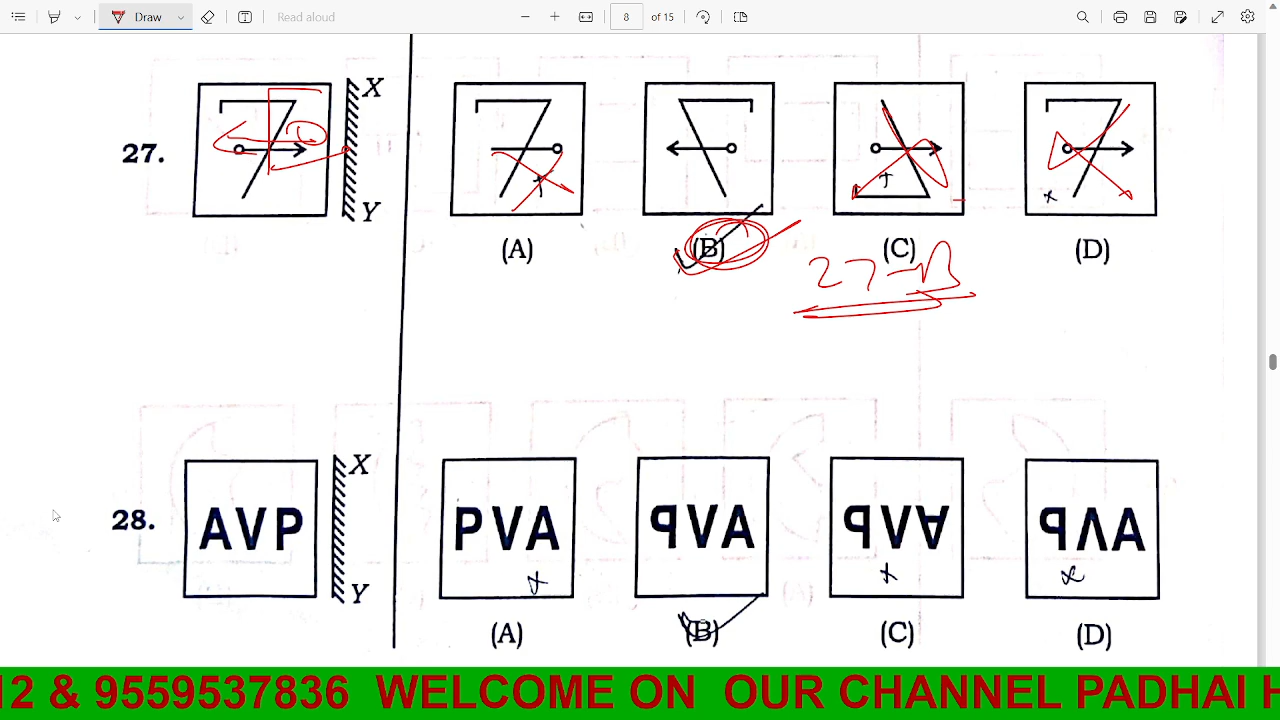 Draw
Read aloud
8 of 15
27.
X
Y
(A)
(B)
(C)
(D)
27-B
28.
AVP
X
Y
PVA
ꟼVA
ꟼV∀
ꟼΛA
(A)
(B)
(C)
(D)
12 & 9559537836 WELCOME ON OUR CHANNEL PADHAI H